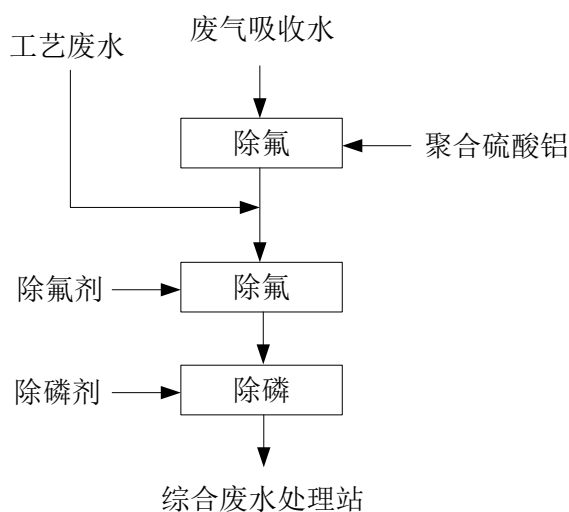 废气吸收水
工艺废水
除氟
聚合硫酸铝
除氟剂
除氟
除磷剂
除磷
综合废水处理站